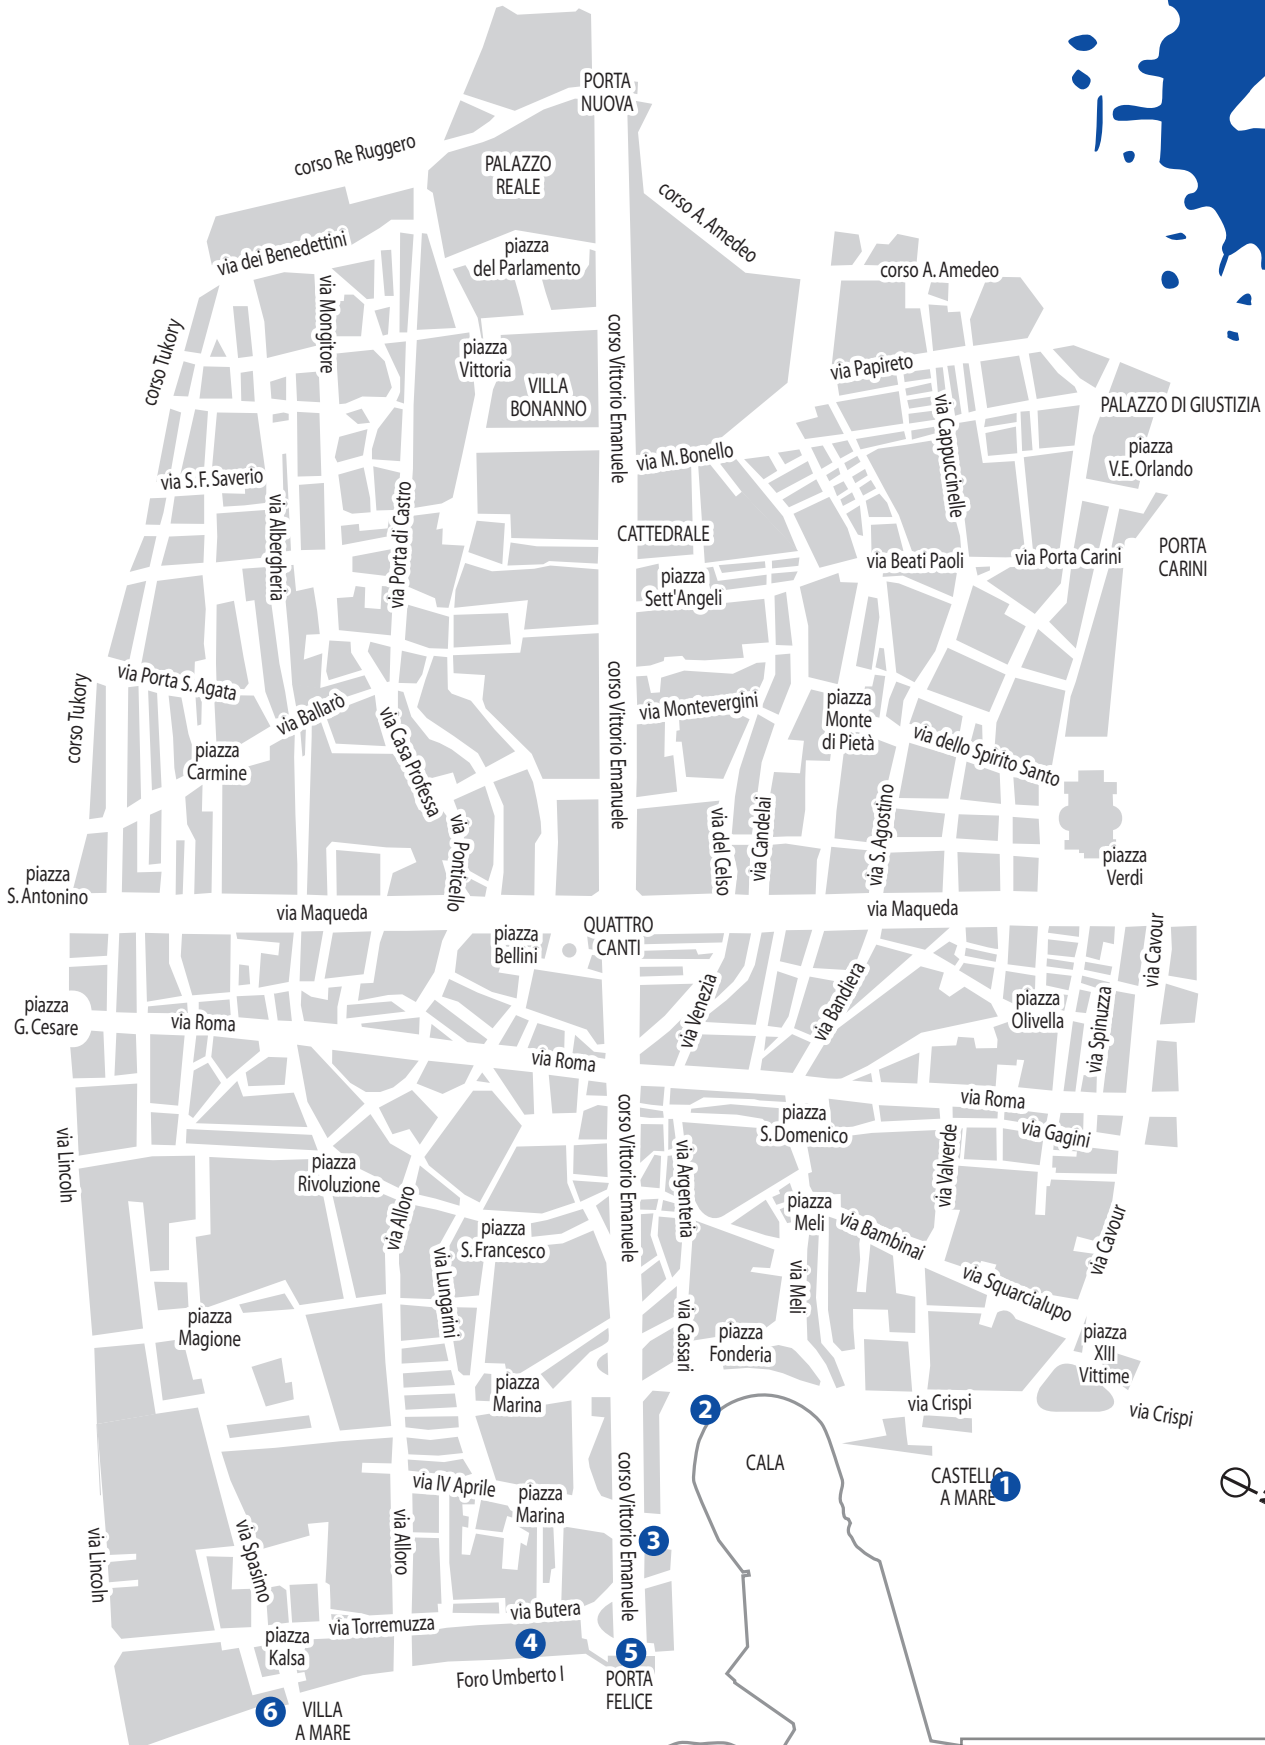 PORTA
NUOVA
corso Re Ruggero
PALAZZO
REALE
corso A. Amedeo
via dei Benedettini
piazza
del Parlamento
corso A. Amedeo
via Mongitore
corso Tukory
piazza
Vittoria
corso Vittorio Emanuele
via Papireto
VILLA
BONANNO
via Cappuccinelle
PALAZZO DI GIUSTIZIA
piazza
V.E. Orlando
via M. Bonello
via S. F. Saverio
via Albergheria
via Porta di Castro
CATTEDRALE
via Beati Paoli
via Porta Carini
PORTA
CARINI
piazza
Sett'Angeli
via Porta S. Agata
corso Tukory
via Ballarò
piazza
Carmine
via Casa Professa
corso Vittorio Emanuele
via Montevergini
piazza
Monte
di Pietà
via dello Spirito Santo
via Ponticello
via del Celso
via Candelai
via S. Agostino
piazza
Verdi
piazza
S. Antonino
via Maqueda
via Maqueda
QUATTRO
CANTI
piazza
Bellini
via Cavour
piazza
G. Cesare
via Roma
via Venezia
via Bandiera
piazza
Olivella
via Spinuzza
via Roma
via Roma
via Lincoln
corso Vittorio Emanuele
piazza
S. Domenico
via Gagini
piazza
Rivoluzione
via Alloro
via Argenteria
via Valverde
piazza
S. Francesco
piazza
Meli
via Bambinai
via Cavour
via Lungarini
via Meli
via Squarcialupo
piazza
Magione
via Cassari
piazza
Fonderia
piazza
XIII
Vittime
piazza
Marina
2
via Crispi
via Crispi
CALA
CASTELLO
A MARE
1
via IV Aprile
piazza
Marina
corso Vittorio Emanuele
3
via Lincoln
via Spasimo
via Alloro
via Butera
via Torremuzza
piazza
Kalsa
4
5
Foro Umberto I
PORTA
FELICE
6
VILLA
A MARE